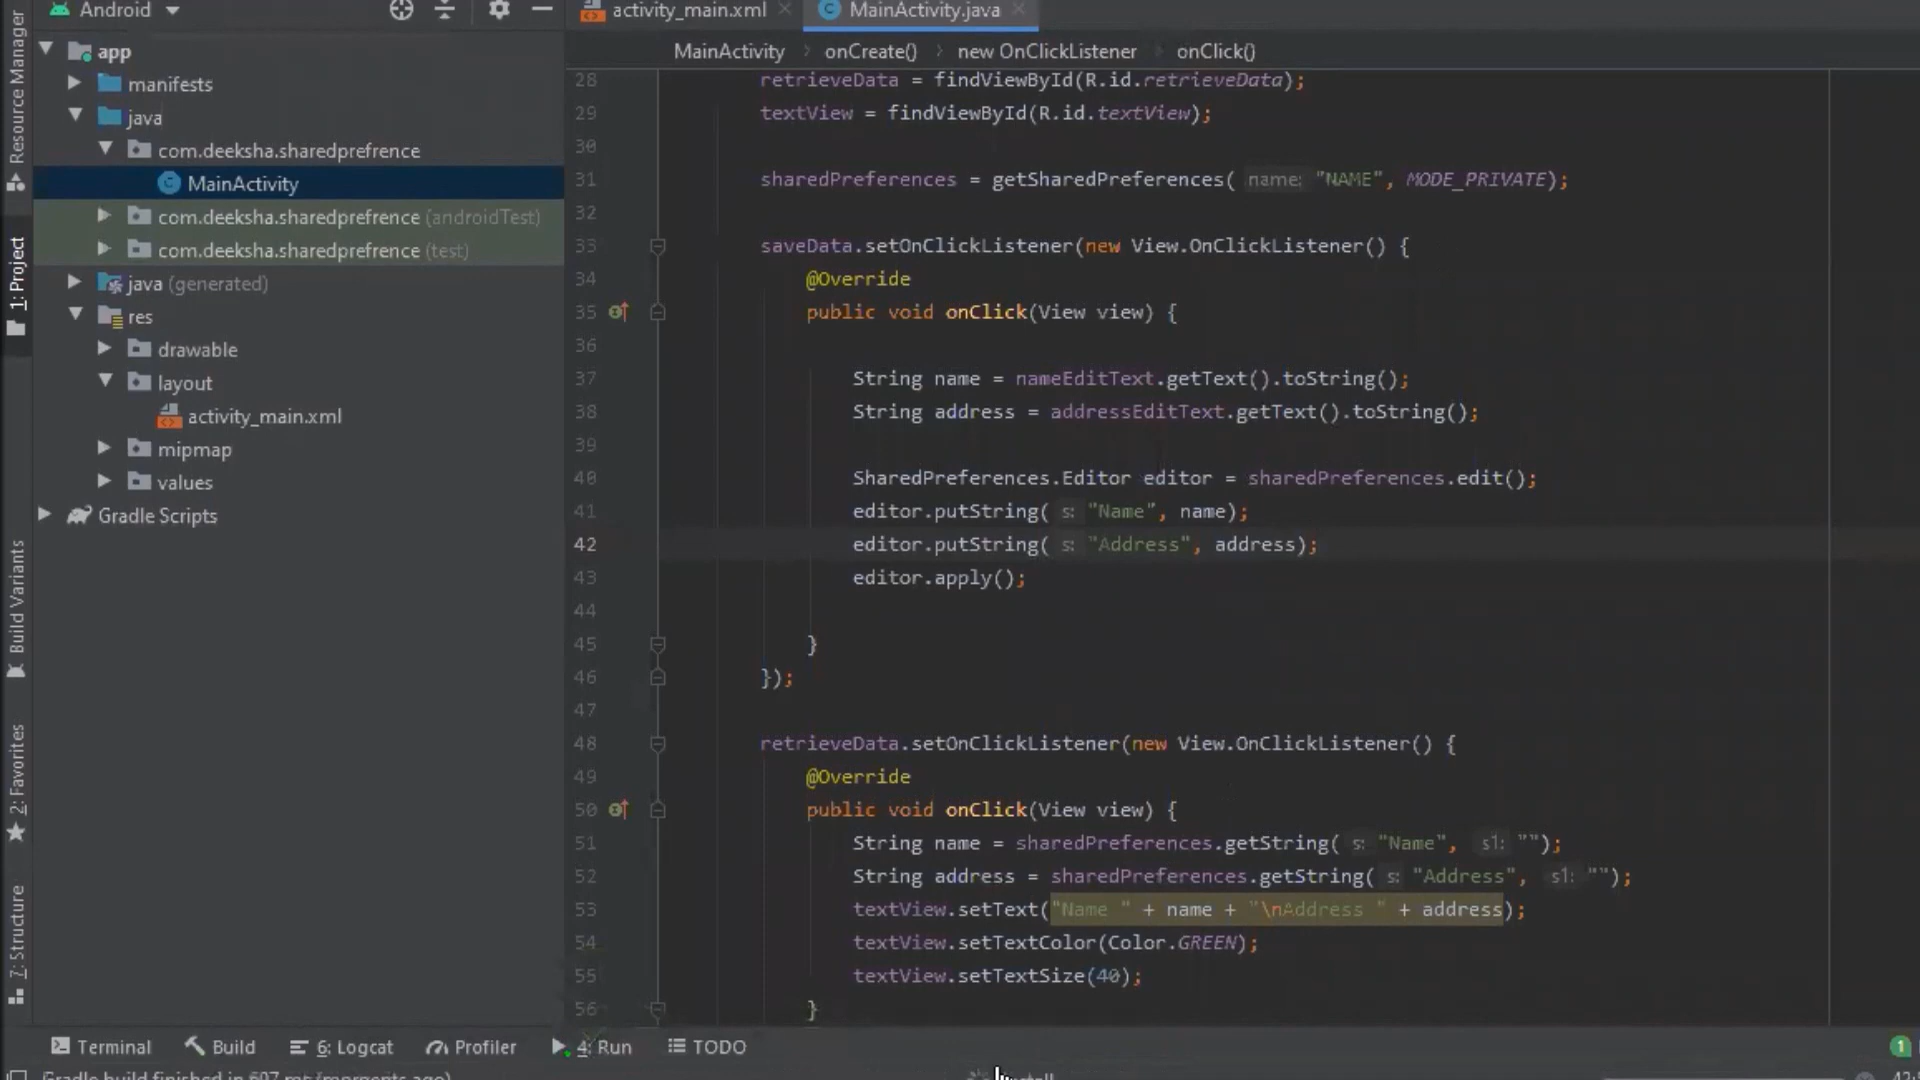 Android
activity_main.xml
MainActivity.java
MainActivity
onCreate()
new OnClickListener
onClick()
Resource Manager
1: Project
Build Variants
2: Favorites
7: Structure
app
manifests
java
com.deeksha.sharedprefrence
MainActivity
com.deeksha.sharedprefrence (androidTest)
com.deeksha.sharedprefrence (test)
java (generated)
res
drawable
layout
activity_main.xml
mipmap
values
Gradle Scripts
28 retrieveData = findViewById(R.id.retrieveData);
29 textView = findViewById(R.id.textView);
30
31 sharedPreferences = getSharedPreferences( name: "NAME", MODE_PRIVATE);
32
33 saveData.setOnClickListener(new View.OnClickListener() {
34 @Override
35 public void onClick(View view) {
36
37 String name = nameEditText.getText().toString();
38 String address = addressEditText.getText().toString();
39
40 SharedPreferences.Editor editor = sharedPreferences.edit();
41 editor.putString( s: "Name", name);
42 editor.putString( s: "Address", address);
43 editor.apply();
44
45 }
46 });
47
48 retrieveData.setOnClickListener(new View.OnClickListener() {
49 @Override
50 public void onClick(View view) {
51 String name = sharedPreferences.getString( s: "Name", s1: "");
52 String address = sharedPreferences.getString( s: "Address", s1: "");
53 textView.setText("Name " + name + "\nAddress " + address);
54 textView.setTextColor(Color.GREEN);
55 textView.setTextSize(40);
56 }
Terminal
Build
6: Logcat
Profiler
4: Run
TODO
1
Gradle build finished in